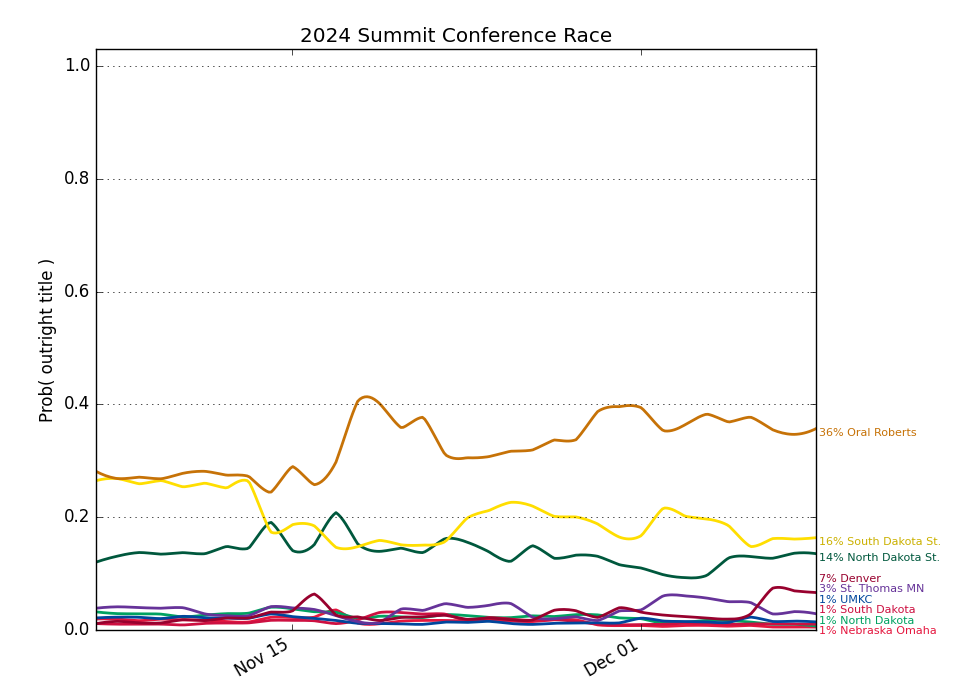 2024 Summit Conference Race
Prob( outright title )
1.0
0.8
0.6
0.4
0.2
0.0
Nov 15
Dec 01
36% Oral Roberts
16% South Dakota St.
14% North Dakota St.
7% Denver
3% St. Thomas MN
1% UMKC
1% South Dakota
1% North Dakota
1% Nebraska Omaha